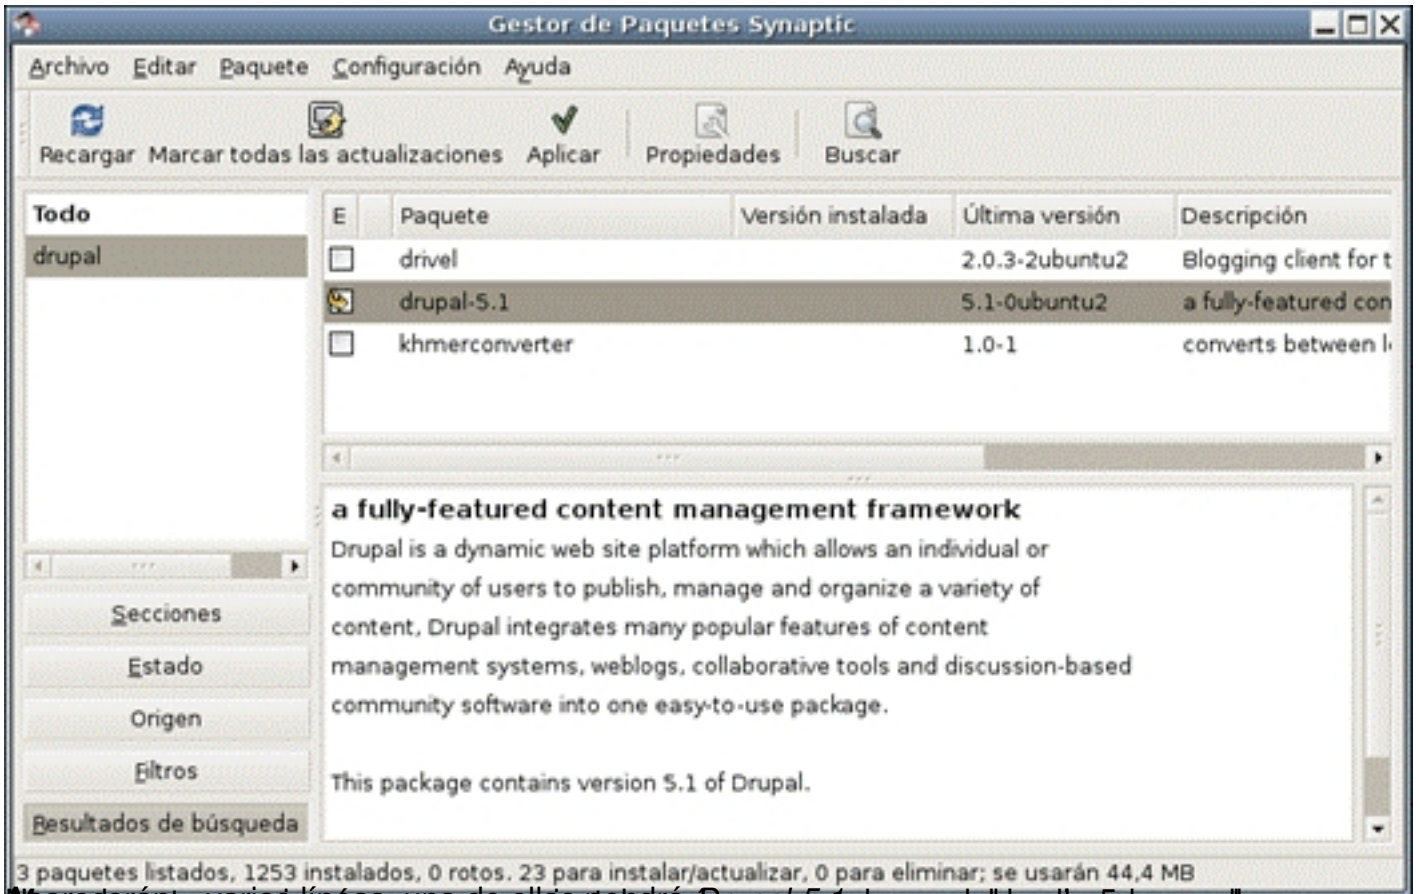 Gestor de Paquetes Synaptic
Archivo Editar Paquete Configuración Ayuda
Recargar Marcar todas las actualizaciones Aplicar Propiedades Buscar
Todo
drupal
E Paquete Versión instalada Última versión Descripción
drivel 2.0.3-2ubuntu2 Blogging client for t
drupal-5.1 5.1-0ubuntu2 a fully-featured con
khmerconverter 1.0-1 converts between l
a fully-featured content management framework
Drupal is a dynamic web site platform which allows an individual or
community of users to publish, manage and organize a variety of
content, Drupal integrates many popular features of content
management systems, weblogs, collaborative tools and discussion-based
community software into one easy-to-use package.
This package contains version 5.1 of Drupal.
Secciones
Estado
Origen
Filtros
Resultados de búsqueda
3 paquetes listados, 1253 instalados, 0 rotos. 23 para instalar/actualizar, 0 para eliminar; se usarán 44,4 MB